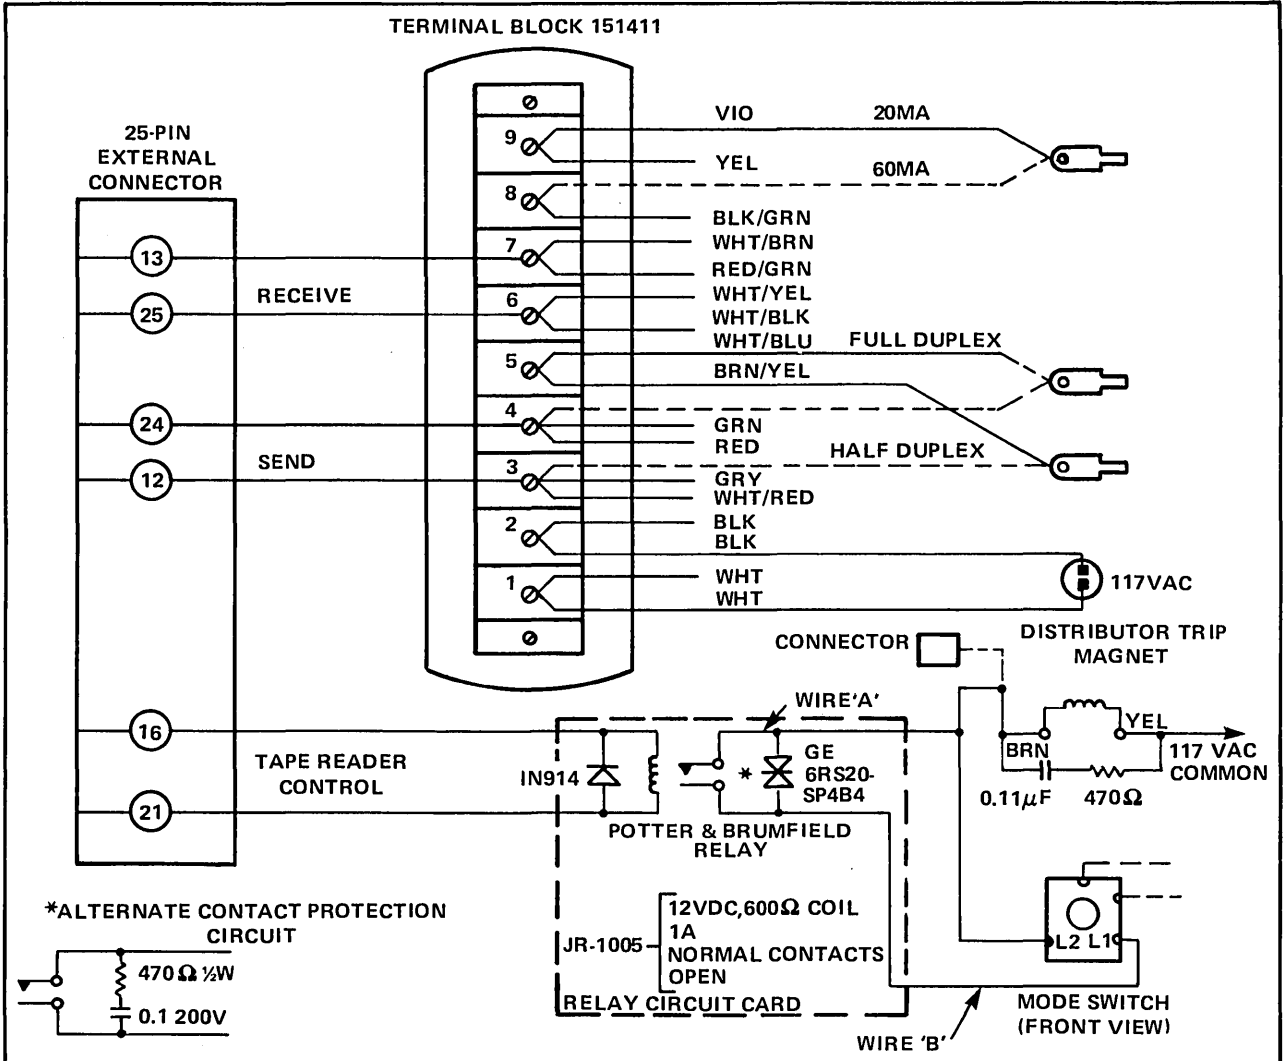 TERMINAL BLOCK 151411
25-PIN
EXTERNAL
CONNECTOR
9
VIO
20MA
YEL
60MA
8
BLK/GRN
7
WHT/BRN
RED/GRN
13
RECEIVE
6
WHT/YEL
WHT/BLK
25
WHT/BLU
FULL DUPLEX
5
BRN/YEL
24
4
GRN
RED
SEND
HALF DUPLEX
12
3
GRY
WHT/RED
2
BLK
BLK
1
WHT
WHT
117VAC
DISTRIBUTOR TRIP
MAGNET
CONNECTOR
WIRE 'A'
16
TAPE READER
CONTROL
21
IN914
*
GE
6RS20-
SP4B4
POTTER & BRUMFIELD
RELAY
BRN
YEL
117 VAC
COMMON
0.11μF
470Ω
*ALTERNATE CONTACT PROTECTION
CIRCUIT
470Ω ½W
0.1 200V
JR-1005
12VDC,600Ω COIL
1A
NORMAL CONTACTS
OPEN
RELAY CIRCUIT CARD
L2 L1
MODE SWITCH
(FRONT VIEW)
WIRE 'B'